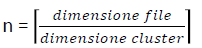 n = ⌈dimensione file
dimensione cluster⌉